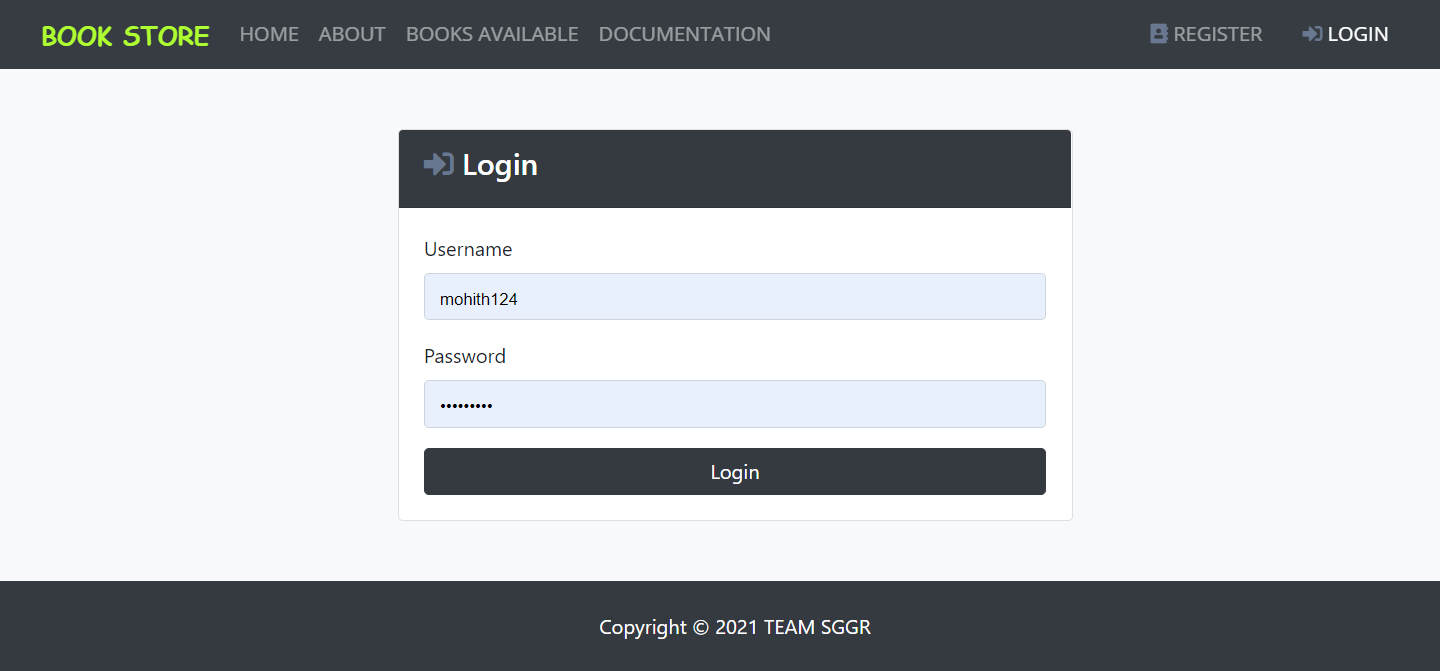 BOOK STORE HOME ABOUT BOOKS AVAILABLE DOCUMENTATION REGISTER LOGIN
Login
Username
mohith124
Password
•••••••••
Login
Copyright © 2021 TEAM SGGR